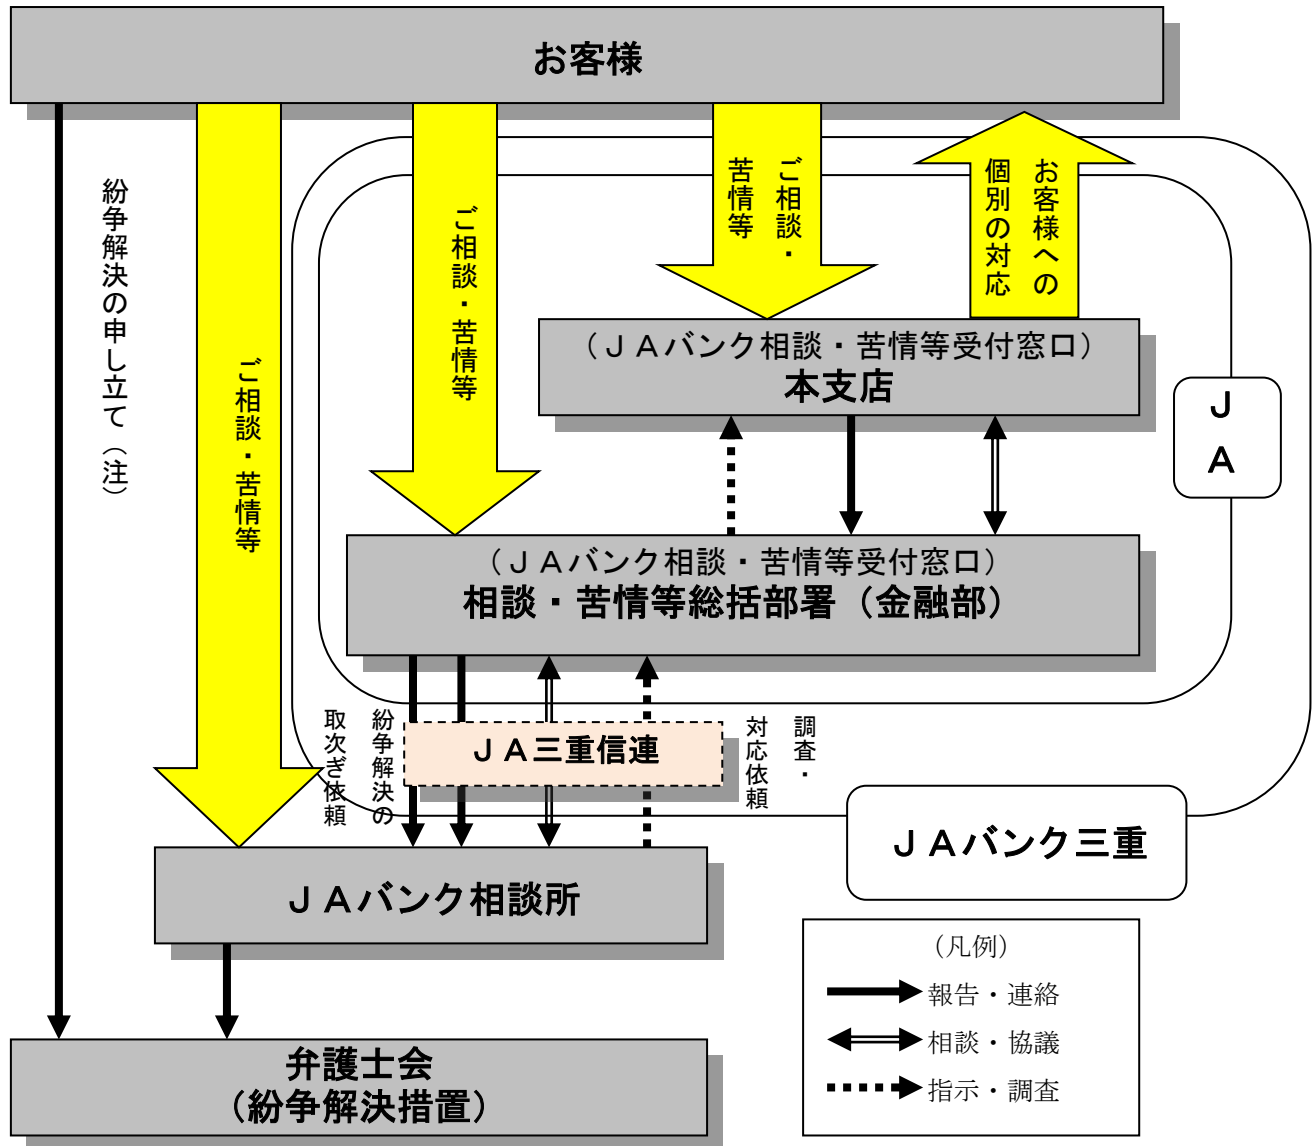 お客様
紛争解決の申し立て（注）
ご相談・苦情等
ご相談・苦情等
ご相談・
苦情等
お客様への
個別の対応
（ＪＡバンク相談・苦情等受付窓口）
本支店
Ｊ
Ａ
（ＪＡバンク相談・苦情等受付窓口）
相談・苦情等総括部署（金融部）
紛争解決の
取次ぎ依頼
ＪＡ三重信連
調査・
対応依頼
ＪＡバンク三重
ＪＡバンク相談所
弁護士会
（紛争解決措置）
（凡例）
報告・連絡
相談・協議
指示・調査